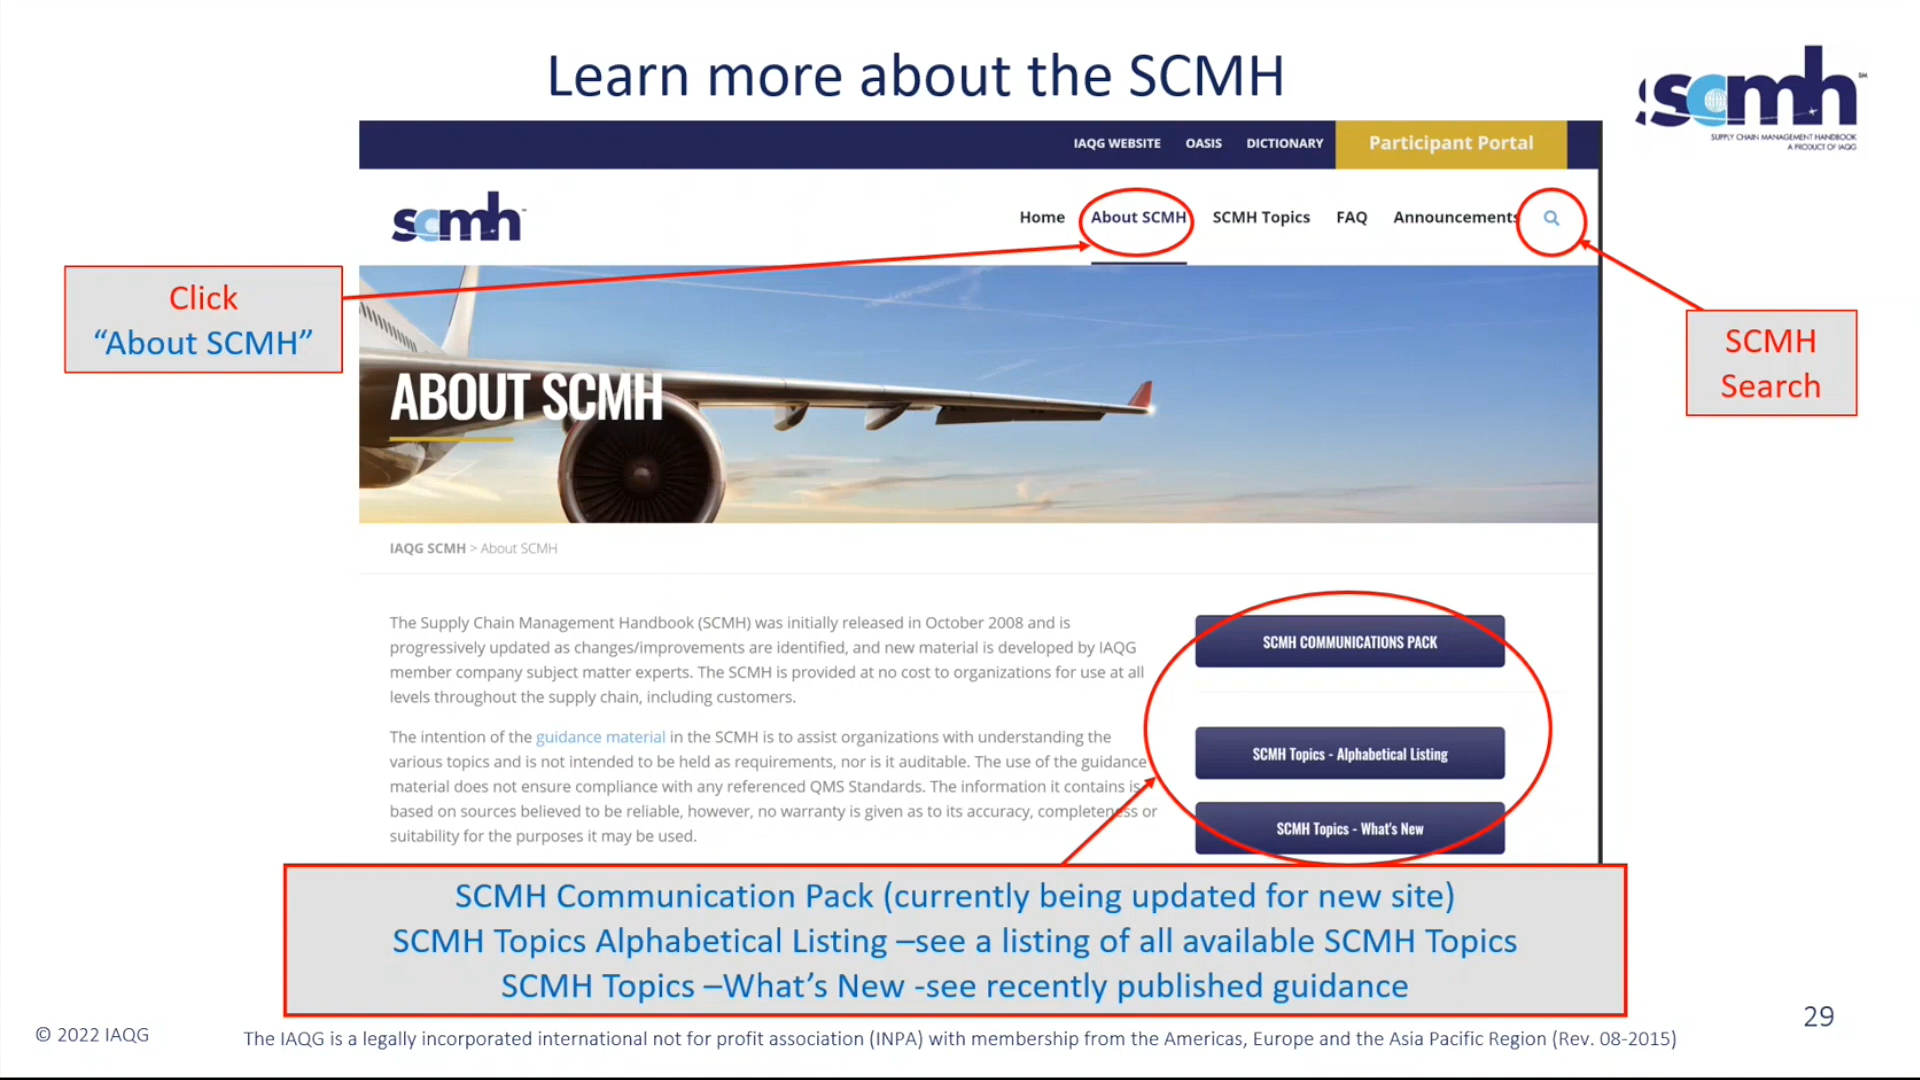 Learn more about the SCMH
scmh℠
SUPPLY CHAIN MANAGEMENT HANDBOOK
A PRODUCT OF IAQG
IAQG WEBSITE OASIS DICTIONARY Participant Portal
scmh
Home About SCMH SCMH Topics FAQ Announcements
Click
“About SCMH”
SCMH
Search
ABOUT SCMH
IAQG SCMH > About SCMH
The Supply Chain Management Handbook (SCMH) was initially released in October 2008 and is
progressively updated as changes/improvements are identified, and new material is developed by IAQG
member company subject matter experts. The SCMH is provided at no cost to organizations for use at all
levels throughout the supply chain, including customers.
The intention of the guidance material in the SCMH is to assist organizations with understanding the
various topics and is not intended to be held as requirements, nor is it auditable. The use of the guidance
material does not ensure compliance with any referenced QMS Standards. The information it contains is
based on sources believed to be reliable, however, no warranty is given as to its accuracy, completeness or
suitability for the purposes it may be used.
SCMH COMMUNICATIONS PACK
SCMH Topics - Alphabetical Listing
SCMH Topics - What's New
SCMH Communication Pack (currently being updated for new site)
SCMH Topics Alphabetical Listing –see a listing of all available SCMH Topics
SCMH Topics –What’s New -see recently published guidance
© 2022 IAQG
The IAQG is a legally incorporated international not for profit association (INPA) with membership from the Americas, Europe and the Asia Pacific Region (Rev. 08-2015)
29